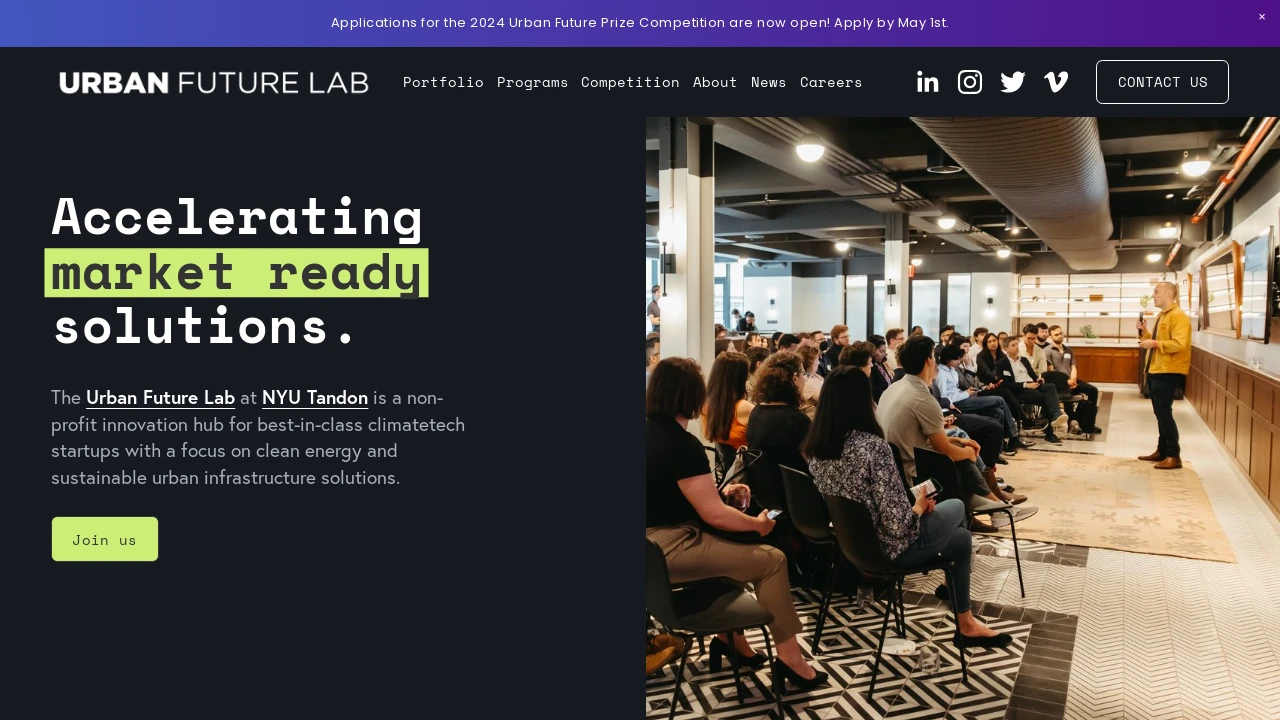 Applications for the 2024 Urban Future Prize Competition are now open! Apply by May 1st.
×
URBAN FUTURE LAB
Portfolio Programs Competition About News Careers
CONTACT US
Accelerating
market ready
solutions.
The Urban Future Lab at NYU Tandon is a non-
profit innovation hub for best-in-class climatetech
startups with a focus on clean energy and
sustainable urban infrastructure solutions.
Join us